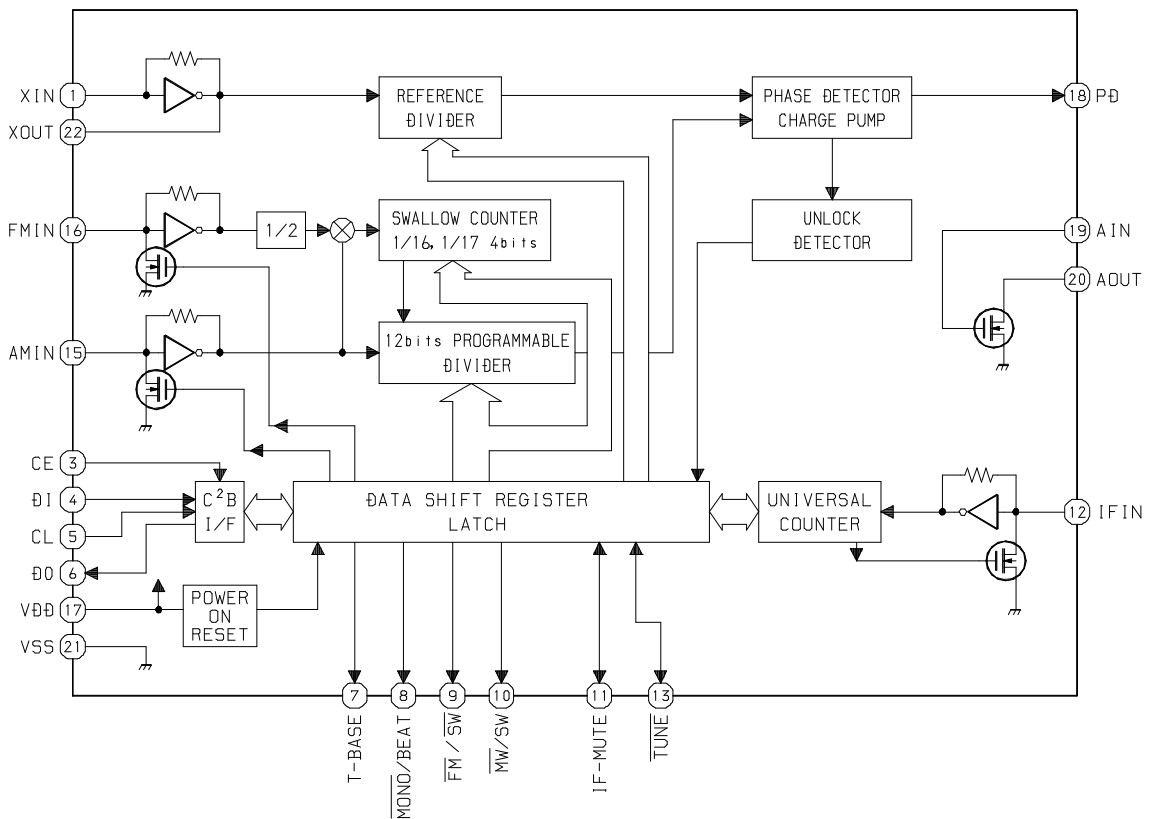 XIN 1
REFERENCE
DIVIDER
PHASE DETECTOR
CHARGE PUMP
18 PD
XOUT 22
FMIN 16
1/2
SWALLOW COUNTER
1/16, 1/17 4bits
UNLOCK
DETECTOR
19 AIN
20 AOUT
AMIN 15
12bits PROGRAMMABLE
DIVIDER
CE 3
DI 4
CL 5
DO 6
C²B
I/F
DATA SHIFT REGISTER
LATCH
UNIVERSAL
COUNTER
12 IFIN
VDD 17
POWER
ON
RESET
VSS 21
7
8
9
10
11
13
T-BASE
MONO/BEAT
FM/SW
MW/SW
IF-MUTE
TUNE